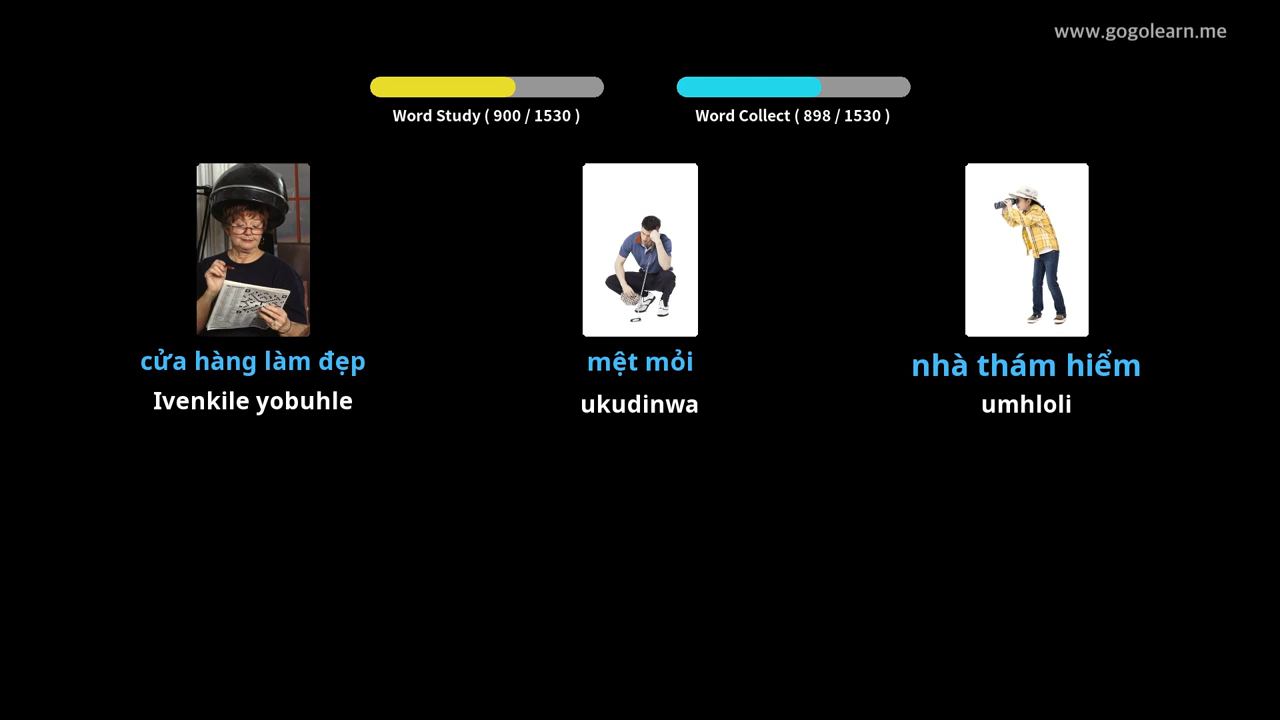 www.gogolearn.me
Word Study ( 900 / 1530 )
Word Collect ( 898 / 1530 )
cửa hàng làm đẹp
Ivenkile yobuhle
mệt mỏi
ukudinwa
nhà thám hiểm
umhloli